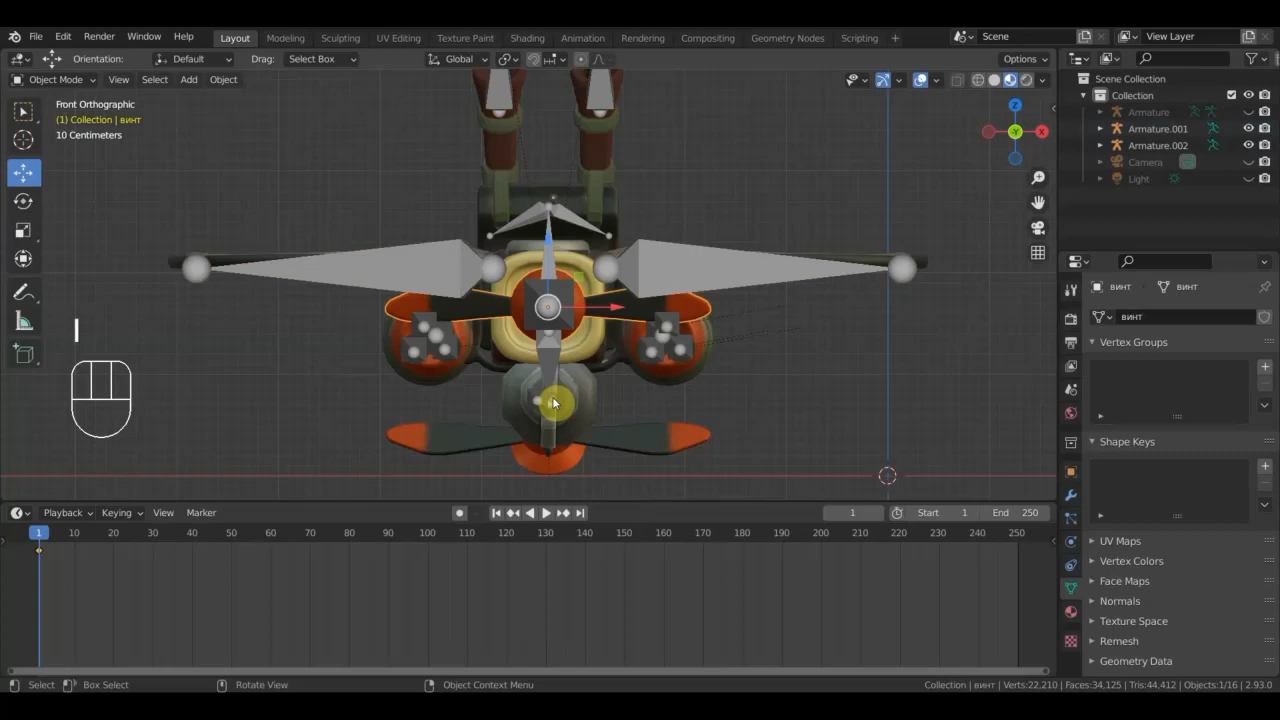 File Edit Render Window Help Layout Modeling Sculpting UV Editing Texture Paint Shading Animation Rendering Compositing Geometry Nodes Scripting + Scene View Layer
Orientation: Default Drag: Select Box Global Options
Object Mode View Select Add Object
Front Orthographic
(1) Collection | винт
10 Centimeters
Z
X
-Y
I
Scene Collection
Collection
Armature
Armature.001
Armature.002
Camera
Light
винт винт
винт
Vertex Groups
Shape Keys
UV Maps
Vertex Colors
Face Maps
Normals
Texture Space
Remesh
Geometry Data
Playback Keying View Marker 1 Start 1 End 250
1 10 20 30 40 50 60 70 80 90 100 110 120 130 140 150 160 170 180 190 200 210 220 230 240 250
Select Box Select Rotate View Object Context Menu Collection | винт Verts:22,210 | Faces:34,125 | Tris:44,412 | Objects:1/16 | 2.93.0